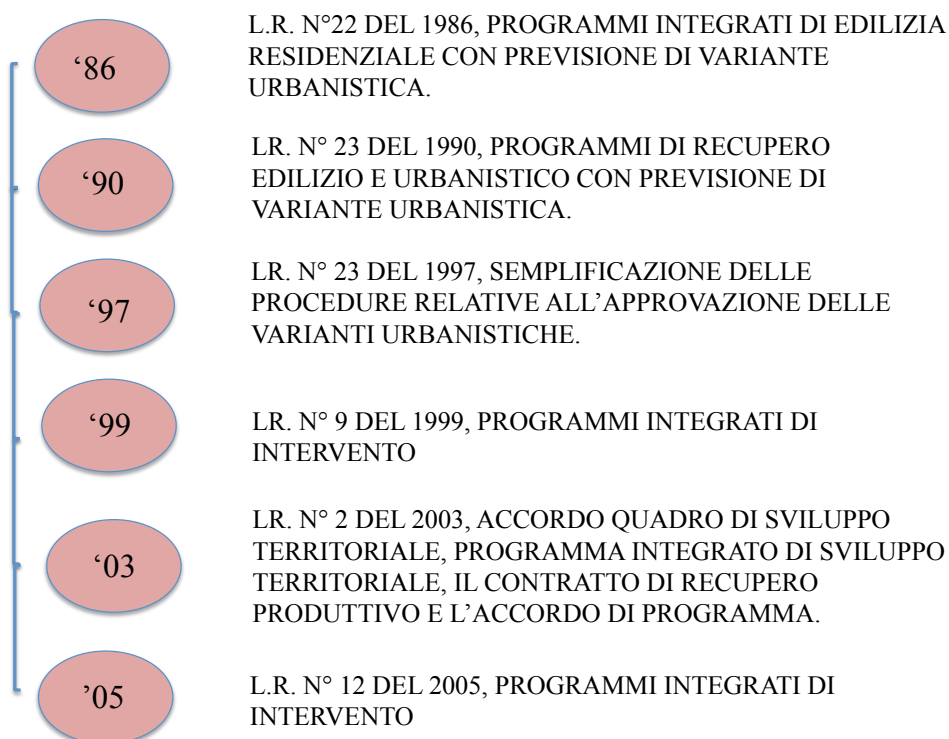 ‘86
L.R. N°22 DEL 1986, PROGRAMMI INTEGRATI DI EDILIZIA
RESIDENZIALE CON PREVISIONE DI VARIANTE
URBANISTICA.
‘90
LR. N° 23 DEL 1990, PROGRAMMI DI RECUPERO
EDILIZIO E URBANISTICO CON PREVISIONE DI
VARIANTE URBANISTICA.
‘97
LR. N° 23 DEL 1997, SEMPLIFICAZIONE DELLE
PROCEDURE RELATIVE ALL’APPROVAZIONE DELLE
VARIANTI URBANISTICHE.
‘99
LR. N° 9 DEL 1999, PROGRAMMI INTEGRATI DI
INTERVENTO
‘03
LR. N° 2 DEL 2003, ACCORDO QUADRO DI SVILUPPO
TERRITORIALE, PROGRAMMA INTEGRATO DI SVILUPPO
TERRITORIALE, IL CONTRATTO DI RECUPERO
PRODUTTIVO E L’ACCORDO DI PROGRAMMA.
’05
L.R. N° 12 DEL 2005, PROGRAMMI INTEGRATI DI
INTERVENTO